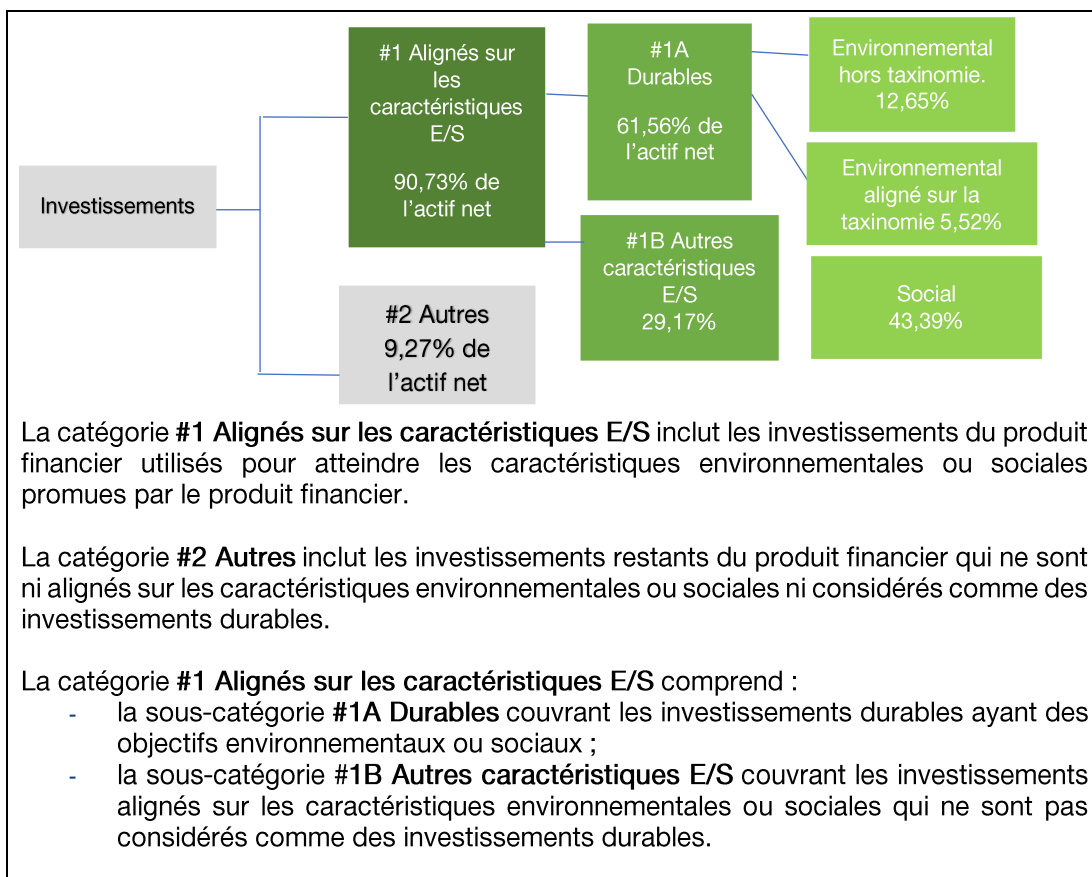 Investissements
#1 Alignés sur
les
caractéristiques
E/S
90,73% de
l'actif net
#2 Autres
9,27% de
l'actif net
#1A
Durables
61,56% de
l'actif net
#1B Autres
caractéristiques
E/S
29,17%
Environnemental
hors taxinomie.
12,65%
Environnemental
aligné sur la
taxinomie 5,52%
Social
43,39%
La catégorie #1 Alignés sur les caractéristiques E/S inclut les investissements du produit
financier utilisés pour atteindre les caractéristiques environnementales ou sociales
promues par le produit financier.
La catégorie #2 Autres inclut les investissements restants du produit financier qui ne sont
ni alignés sur les caractéristiques environnementales ou sociales ni considérés comme des
investissements durables.
La catégorie #1 Alignés sur les caractéristiques E/S comprend :
- la sous-catégorie #1A Durables couvrant les investissements durables ayant des
objectifs environnementaux ou sociaux ;
- la sous-catégorie #1B Autres caractéristiques E/S couvrant les investissements
alignés sur les caractéristiques environnementales ou sociales qui ne sont pas
considérés comme des investissements durables.